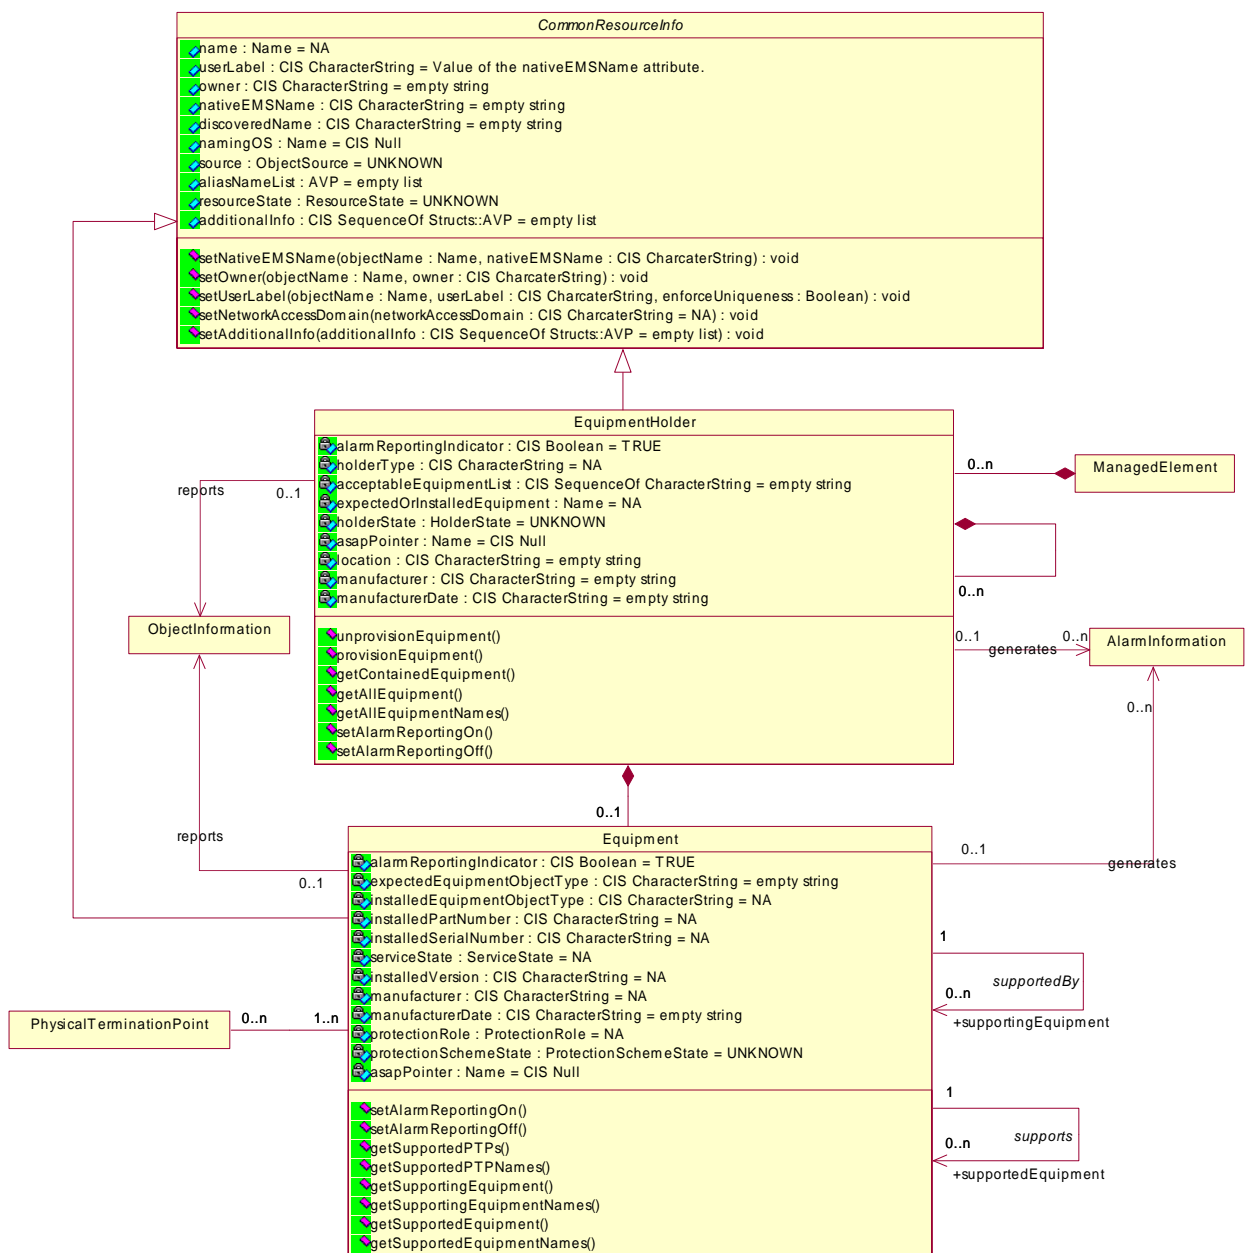 CommonResourceInfo
name : Name = NA
userLabel : CIS CharacterString = Value of the nativeEMSName attribute.
owner : CIS CharacterString = empty string
nativeEMSName : CIS CharacterString = empty string
discoveredName : CIS CharacterString = empty string
namingOS : Name = CIS Null
source : ObjectSource = UNKNOWN
aliasNameList : AVP = empty list
resourceState : ResourceState = UNKNOWN
additionalInfo : CIS SequenceOf Structs::AVP = empty list
setNativeEMSName(objectName : Name, nativeEMSName : CIS CharcaterString) : void
setOwner(objectName : Name, owner : CIS CharcaterString) : void
setUserLabel(objectName : Name, userLabel : CIS CharcaterString, enforceUniqueness : Boolean) : void
setNetworkAccessDomain(networkAccessDomain : CIS CharcaterString = NA) : void
setAdditionalInfo(additionalInfo : CIS SequenceOf Structs::AVP = empty list) : void
EquipmentHolder
alarmReportingIndicator : CIS Boolean = TRUE
holderType : CIS CharacterString = NA
acceptableEquipmentList : CIS SequenceOf CharacterString = empty string
expectedOrInstalledEquipment : Name = NA
holderState : HolderState = UNKNOWN
asapPointer : Name = CIS Null
location : CIS CharacterString = empty string
manufacturer : CIS CharacterString = empty string
manufacturerDate : CIS CharacterString = empty string
unprovisionEquipment()
provisionEquipment()
getContainedEquipment()
getAllEquipment()
getAllEquipmentNames()
setAlarmReportingOn()
setAlarmReportingOff()
0..n
ManagedElement
0..n
reports
0..1
ObjectInformation
0..1
0..n
generates
AlarmInformation
0..n
0..1
reports
0..1
Equipment
alarmReportingIndicator : CIS Boolean = TRUE
expectedEquipmentObjectType : CIS CharacterString = empty string
installedEquipmentObjectType : CIS CharacterString = NA
installedPartNumber : CIS CharacterString = NA
installedSerialNumber : CIS CharacterString = NA
serviceState : ServiceState = NA
installedVersion : CIS CharacterString = NA
manufacturer : CIS CharacterString = NA
manufacturerDate : CIS CharacterString = empty string
protectionRole : ProtectionRole = NA
protectionSchemeState : ProtectionSchemeState = UNKNOWN
asapPointer : Name = CIS Null
setAlarmReportingOn()
setAlarmReportingOff()
getSupportedPTPs()
getSupportedPTPNames()
getSupportingEquipment()
getSupportingEquipmentNames()
getSupportedEquipment()
getSupportedEquipmentNames()
0..1
generates
1
supportedBy
0..n
+supportingEquipment
PhysicalTerminationPoint
0..n
1..n
1
supports
0..n
+supportedEquipment